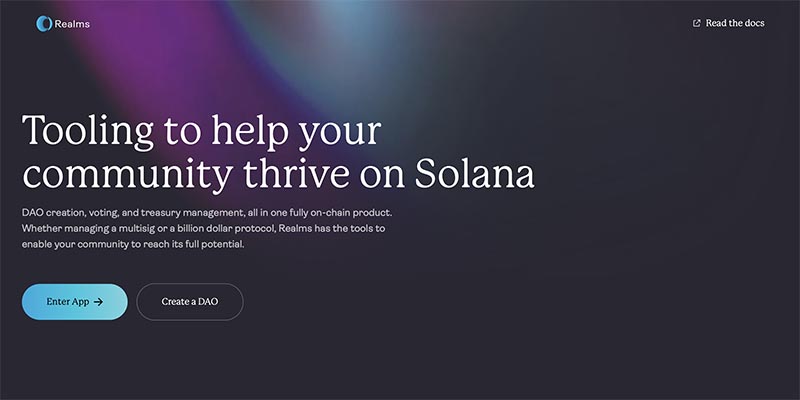 Realms
Read the docs
Tooling to help your
community thrive on Solana
DAO creation, voting, and treasury management, all in one fully on-chain product.
Whether managing a multisig or a billion dollar protocol, Realms has the tools to
enable your community to reach its full potential.
Enter App
Create a DAO